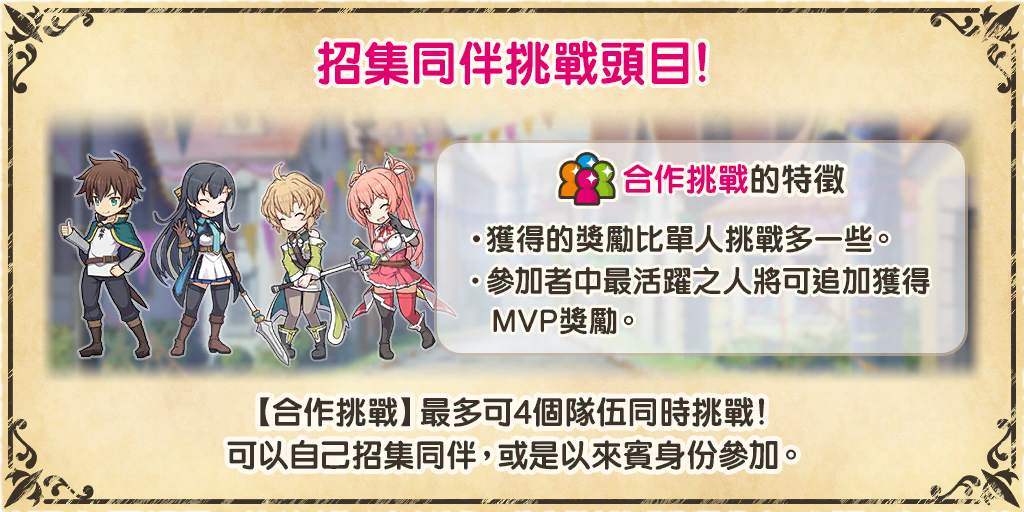 招集同伴挑戰頭目!
合作挑戰的特徵
・獲得的獎勵比單人挑戰多一些。
・參加者中最活躍之人將可追加獲得
MVP獎勵。
【合作挑戰】最多可4個隊伍同時挑戰!
可以自己招集同伴,或是以來賓身份參加。